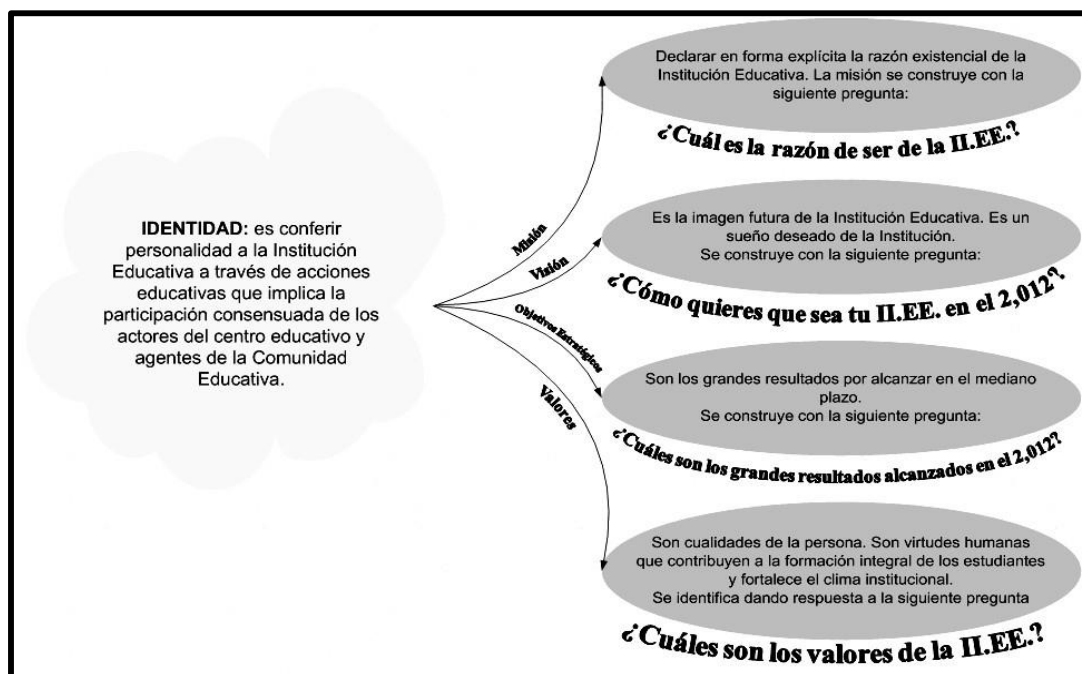 IDENTIDAD: es conferir
personalidad a la Institución
Educativa a través de acciones
educativas que implica la
participación consensuada de los
actores del centro educativo y
agentes de la Comunidad
Educativa.
Misión
Declarar en forma explícita la razón existencial de la
Institución Educativa. La misión se construye con la
siguiente pregunta:
¿Cuál es la razón de ser de la II.EE.?
Visión
Es la imagen futura de la Institución Educativa. Es un
sueño deseado de la Institución.
Se construye con la siguiente pregunta:
¿Cómo quieres que sea tu II.EE. en el 2,012?
Objetivos Estratégicos
Son los grandes resultados por alcanzar en el mediano
plazo.
Se construye con la siguiente pregunta:
¿Cuáles son los grandes resultados alcanzados en el 2,012?
Valores
Son cualidades de la persona. Son virtudes humanas
que contribuyen a la formación integral de los estudiantes
y fortalece el clima institucional.
Se identifica dando respuesta a la siguiente pregunta
¿Cuáles son los valores de la II.EE.?